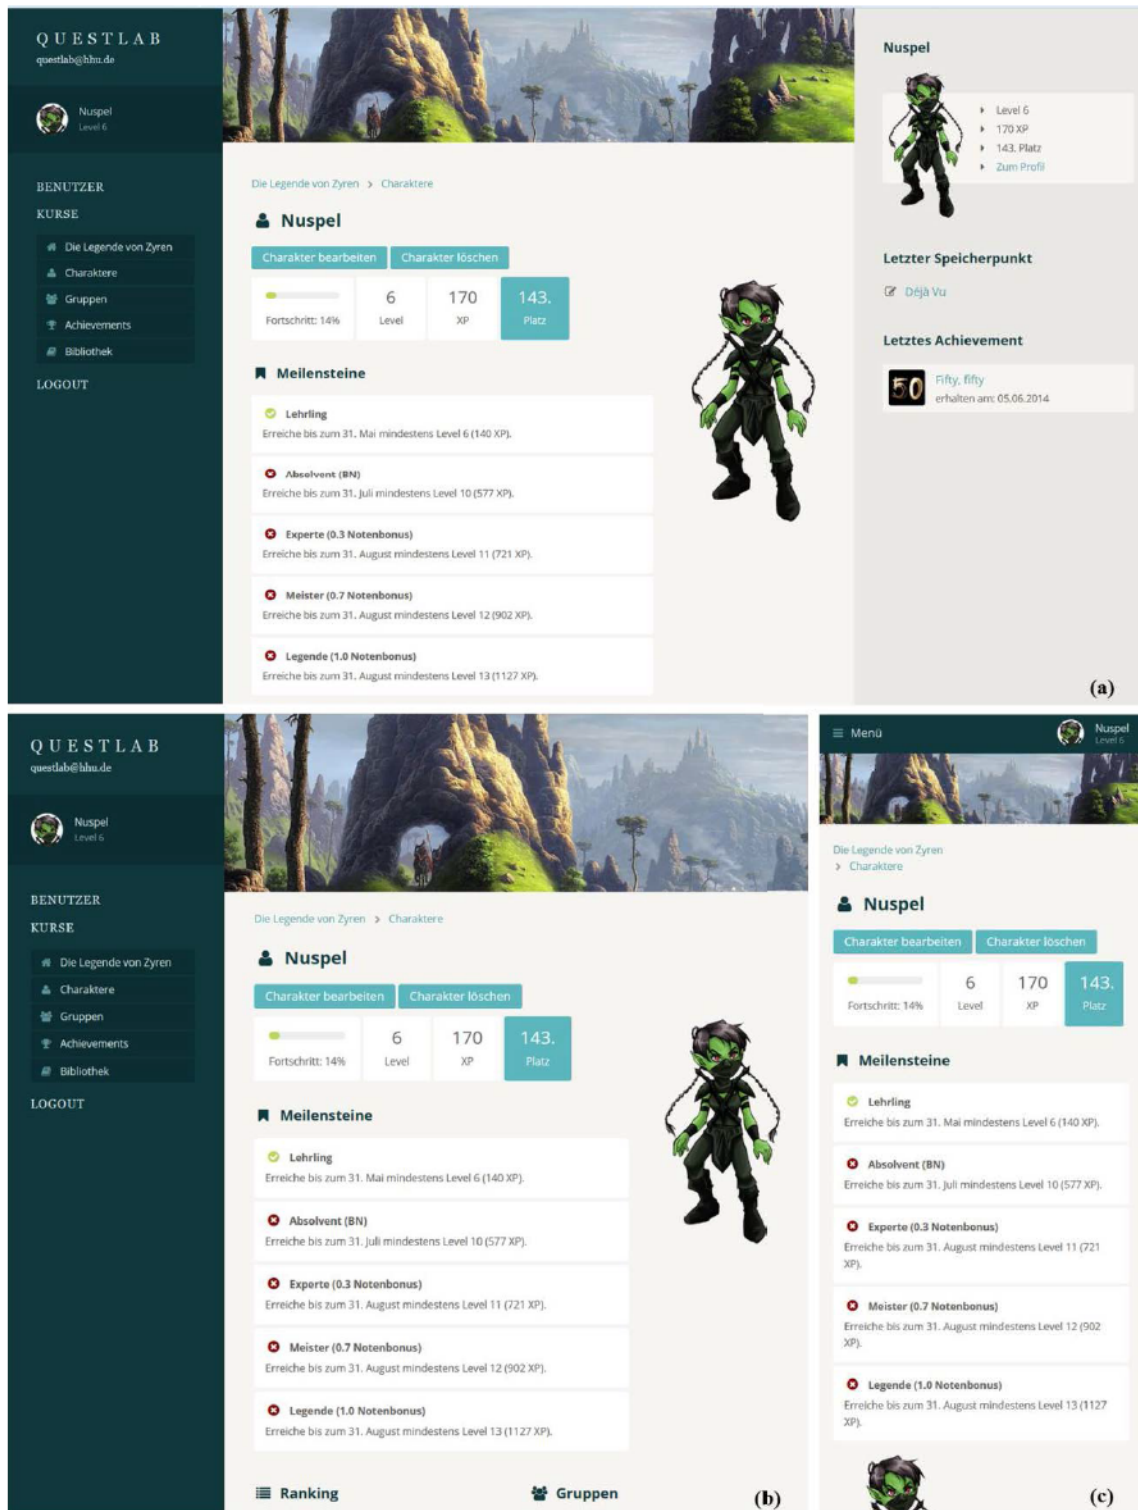 QUESTLAB
questlab@hhu.de
Nuspel
Level 6
BENUTZER
KURSE
Die Legende von Zyren
Charaktere
Gruppen
Achievements
Bibliothek
LOGOUT
Die Legende von Zyren > Charaktere
Nuspel
Charakter bearbeiten Charakter löschen
6 170 143.
Fortschritt: 14% Level XP Platz
Meilensteine
Lehrling
Erreiche bis zum 31. Mai mindestens Level 6 (140 XP).
Absolvent (BN)
Erreiche bis zum 31. Juli mindestens Level 10 (577 XP).
Experte (0.3 Notenbonus)
Erreiche bis zum 31. August mindestens Level 11 (721 XP).
Meister (0.7 Notenbonus)
Erreiche bis zum 31. August mindestens Level 12 (902 XP).
Legende (1.0 Notenbonus)
Erreiche bis zum 31. August mindestens Level 13 (1127 XP).
Nuspel
Level 6
170 XP
143. Platz
Zum Profil
Letzter Speicherpunkt
Déjà Vu
Letztes Achievement
50
Fifty, fifty
erhalten am: 05.06.2014
(a)
QUESTLAB
questlab@hhu.de
Nuspel
Level 6
BENUTZER
KURSE
Die Legende von Zyren
Charaktere
Gruppen
Achievements
Bibliothek
LOGOUT
Die Legende von Zyren > Charaktere
Nuspel
Charakter bearbeiten Charakter löschen
6 170 143.
Fortschritt: 14% Level XP Platz
Meilensteine
Lehrling
Erreiche bis zum 31. Mai mindestens Level 6 (140 XP).
Absolvent (BN)
Erreiche bis zum 31. Juli mindestens Level 10 (577 XP).
Experte (0.3 Notenbonus)
Erreiche bis zum 31. August mindestens Level 11 (721 XP).
Meister (0.7 Notenbonus)
Erreiche bis zum 31. August mindestens Level 12 (902 XP).
Legende (1.0 Notenbonus)
Erreiche bis zum 31. August mindestens Level 13 (1127 XP).
Ranking Gruppen
(b)
Menü
Nuspel
Level 6
Die Legende von Zyren
> Charaktere
Nuspel
Charakter bearbeiten Charakter löschen
6 170 143.
Fortschritt: 14% Level XP Platz
Meilensteine
Lehrling
Erreiche bis zum 31. Mai mindestens Level 6 (140 XP).
Absolvent (BN)
Erreiche bis zum 31. Juli mindestens Level 10 (577 XP).
Experte (0.3 Notenbonus)
Erreiche bis zum 31. August mindestens Level 11 (721
XP).
Meister (0.7 Notenbonus)
Erreiche bis zum 31. August mindestens Level 12 (902
XP).
Legende (1.0 Notenbonus)
Erreiche bis zum 31. August mindestens Level 13 (1127
XP).
(c)